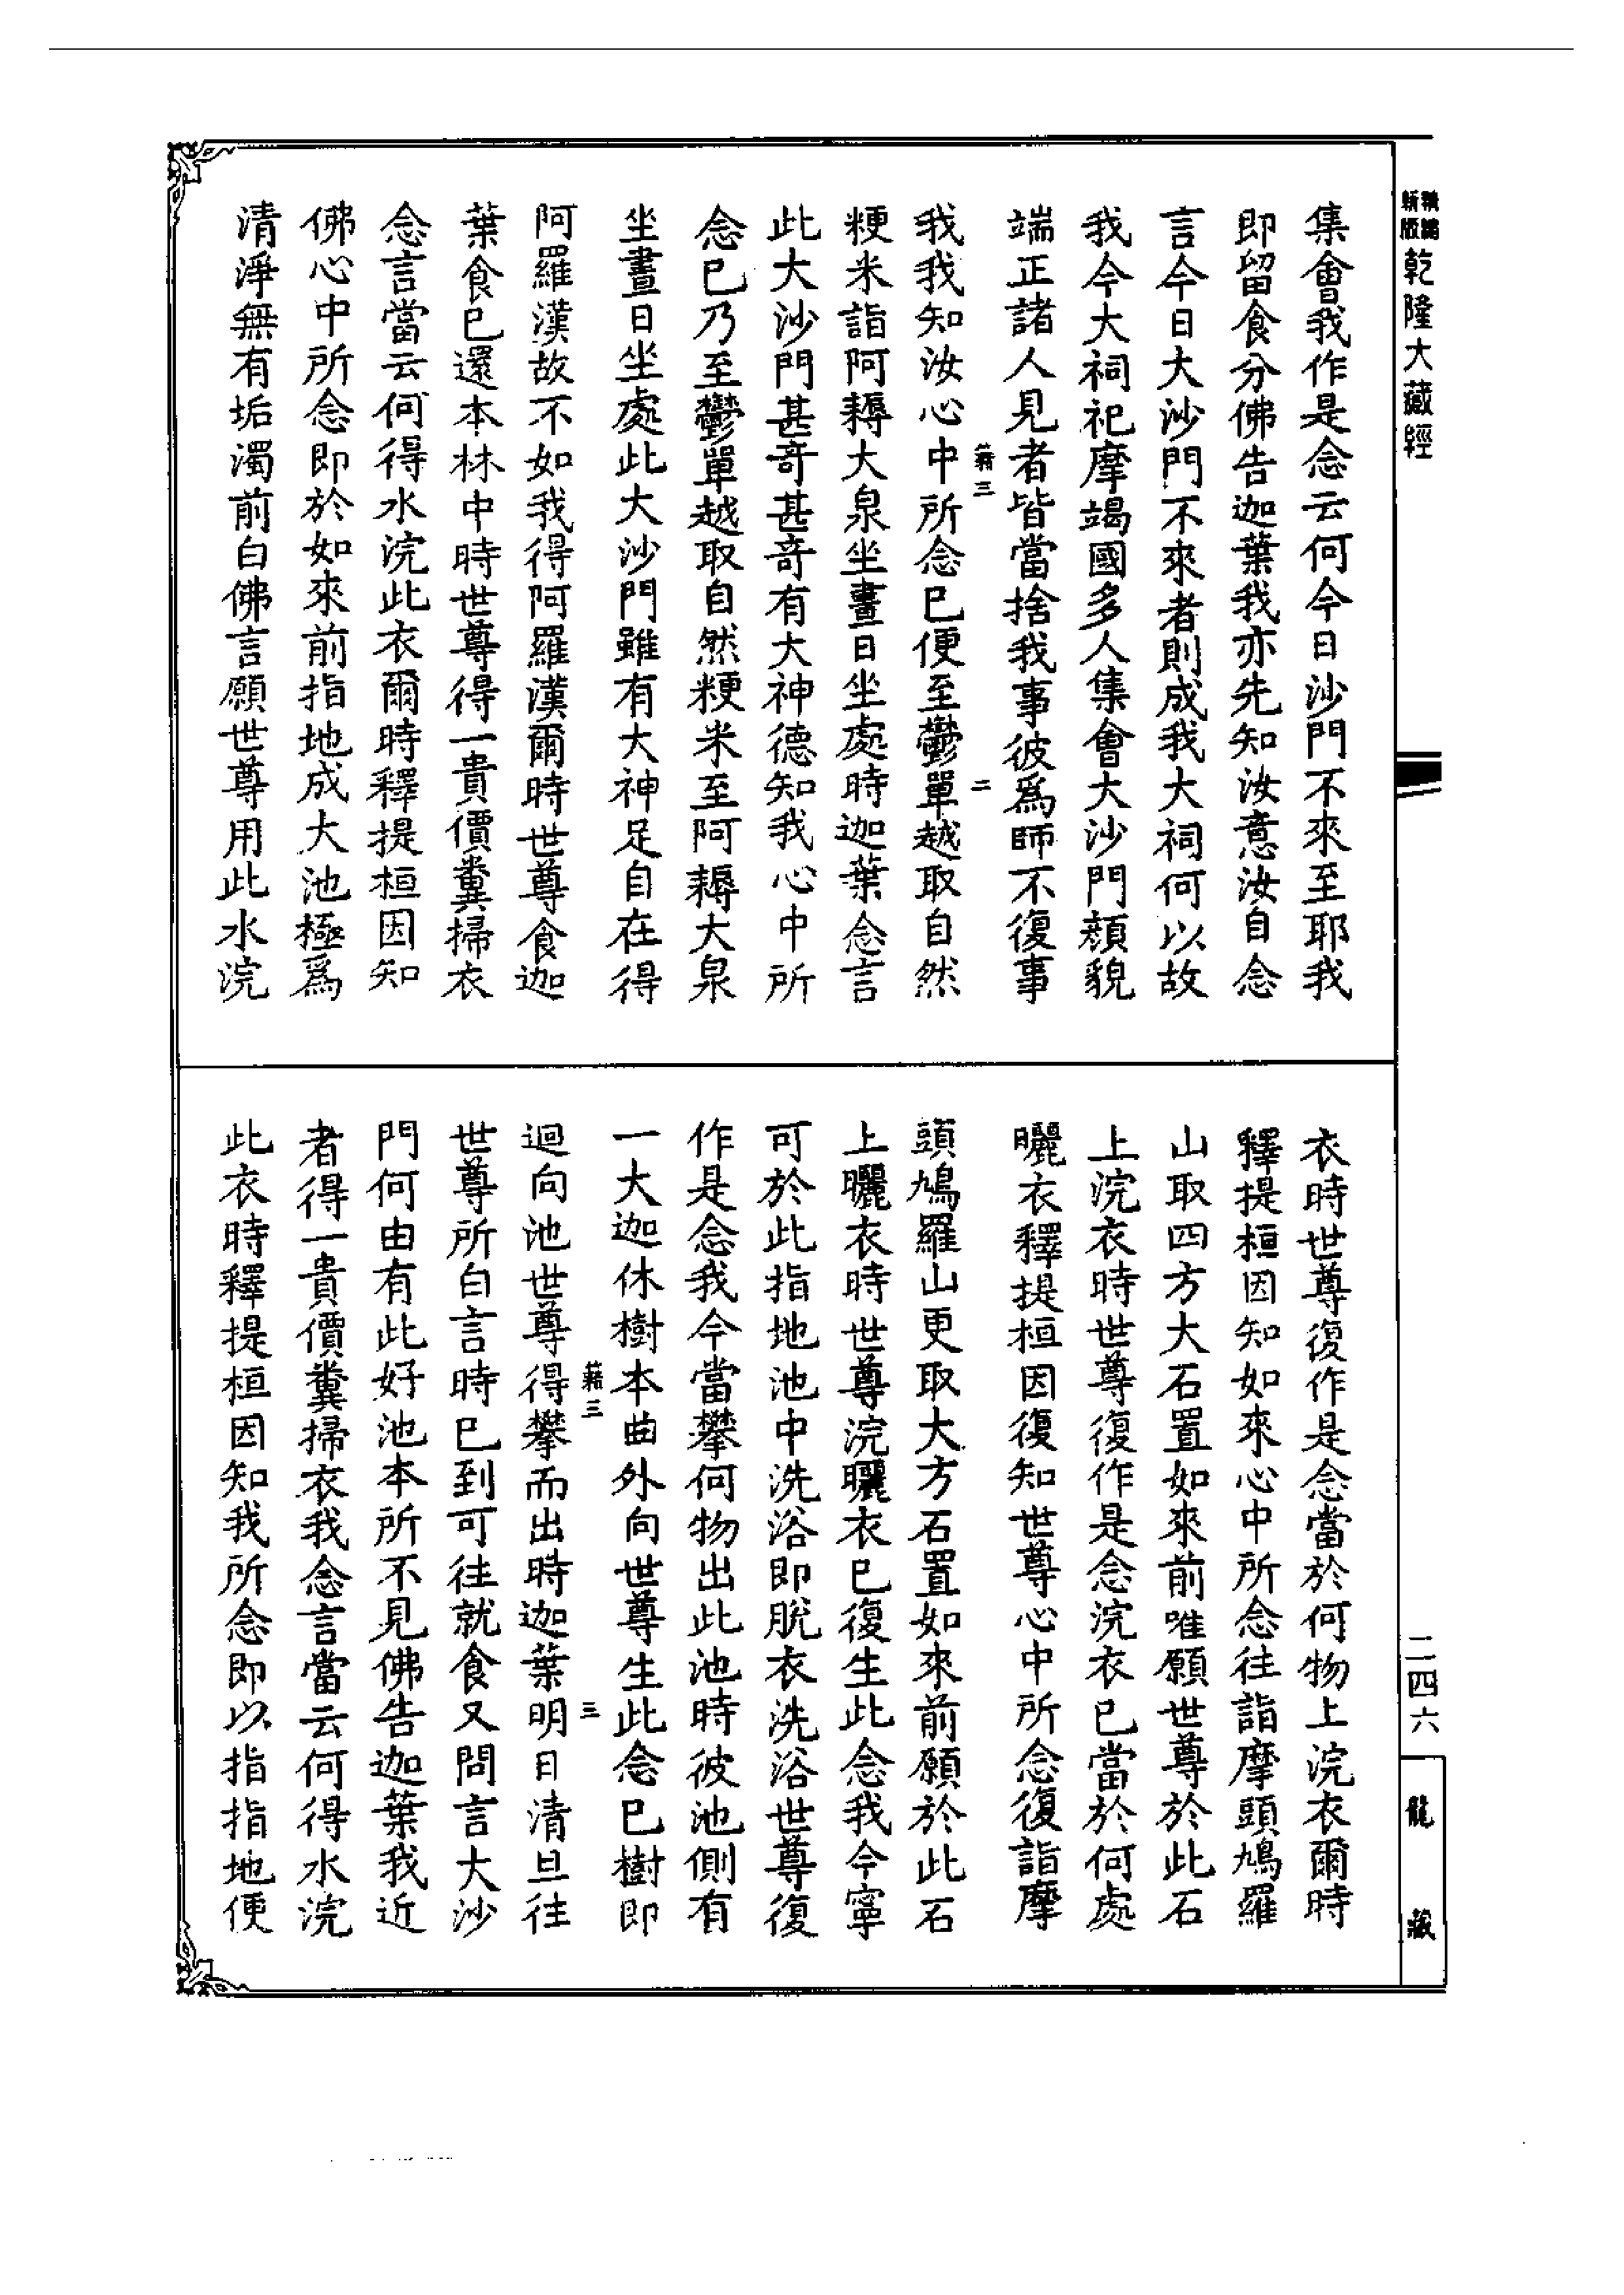 新編
新版
乾隆大藏經
集會我作是念云何今日沙門不來至耶我
即留食分佛告迦葉我亦先知汝意汝自念
言今日大沙門不來者則成我大祠何以故
我今大祠祀摩竭國多人集會大沙門顏貌
端正諸人見者皆當捨我事彼爲師不復事
籍三
二
我我知汝心中所念已便至鬱單越取自然
粳米詣阿耨大泉坐晝日坐處時迦葉念言
此大沙門甚奇甚奇有大神德知我心中所
念已乃至鬱單越取自然粳米至阿耨大泉
坐晝日坐處此大沙門雖有大神足自在得
阿羅漢故不如我得阿羅漢爾時世尊食迦
葉食已還本林中時世尊得一貴價糞掃衣
念言當云何得水浣此衣爾時釋提桓因知
佛心中所念即於如來前指地成大池極爲
清淨無有垢濁前白佛言願世尊用此水浣
衣時世尊復作是念當於何物上浣衣爾時
釋提桓因知如來心中所念往詣摩頭鳩羅
山取四方大石置如來前唯願世尊於此石
上浣衣時世尊復作是念浣衣已當於何處
曬衣釋提桓因復知世尊心中所念復詣摩
頭鳩羅山更取大方石置如來前願於此石
上曬衣時世尊浣曬衣已復生此念我今寧
可於此指地池中洗浴即脫衣洗浴世尊復
作是念我今當攀何物出此池時彼池側有
一大迦休樹本曲外向世尊生此念已樹即
籍三
三
迴向池世尊得攀而出時迦葉明日清旦往
世尊所白言時已到可往就食又問言大沙
門何由有此好池本所不見佛告迦葉我近
者得一貴價糞掃衣我念言當云何得水浣
此衣時釋提桓因知我所念即以指指地便
二四六
龍藏